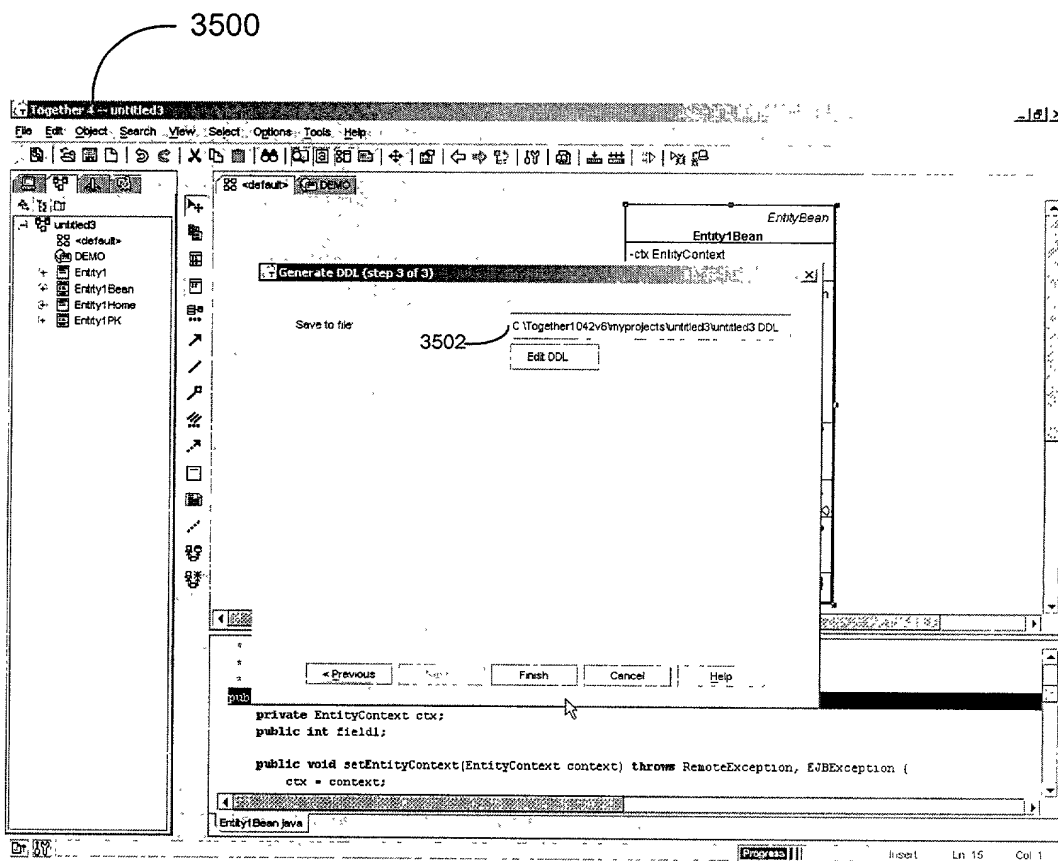 3500
Together 4 -- untitled3
File Edit Object Search View Select Options Tools Help
<default> DEMO
untitled3
<default>
DEMO
Entity1
Entity1Bean
Entity1Home
Entity1PK
EntityBean
Entity1Bean
-ctx EntityContext
Generate DDL (step 3 of 3)
Save to file
3502
C \Together1042v6\myprojects\untitled3\untitled3 DDL
Edit DDL
< Previous Finish Cancel Help
*
*
*
pub
private EntityContext ctx;
public int field1;
public void setEntityContext(EntityContext context) throws RemoteException, EJBException {
ctx = context;
Entity1Bean java
Progress Insert Ln 15 Col 1